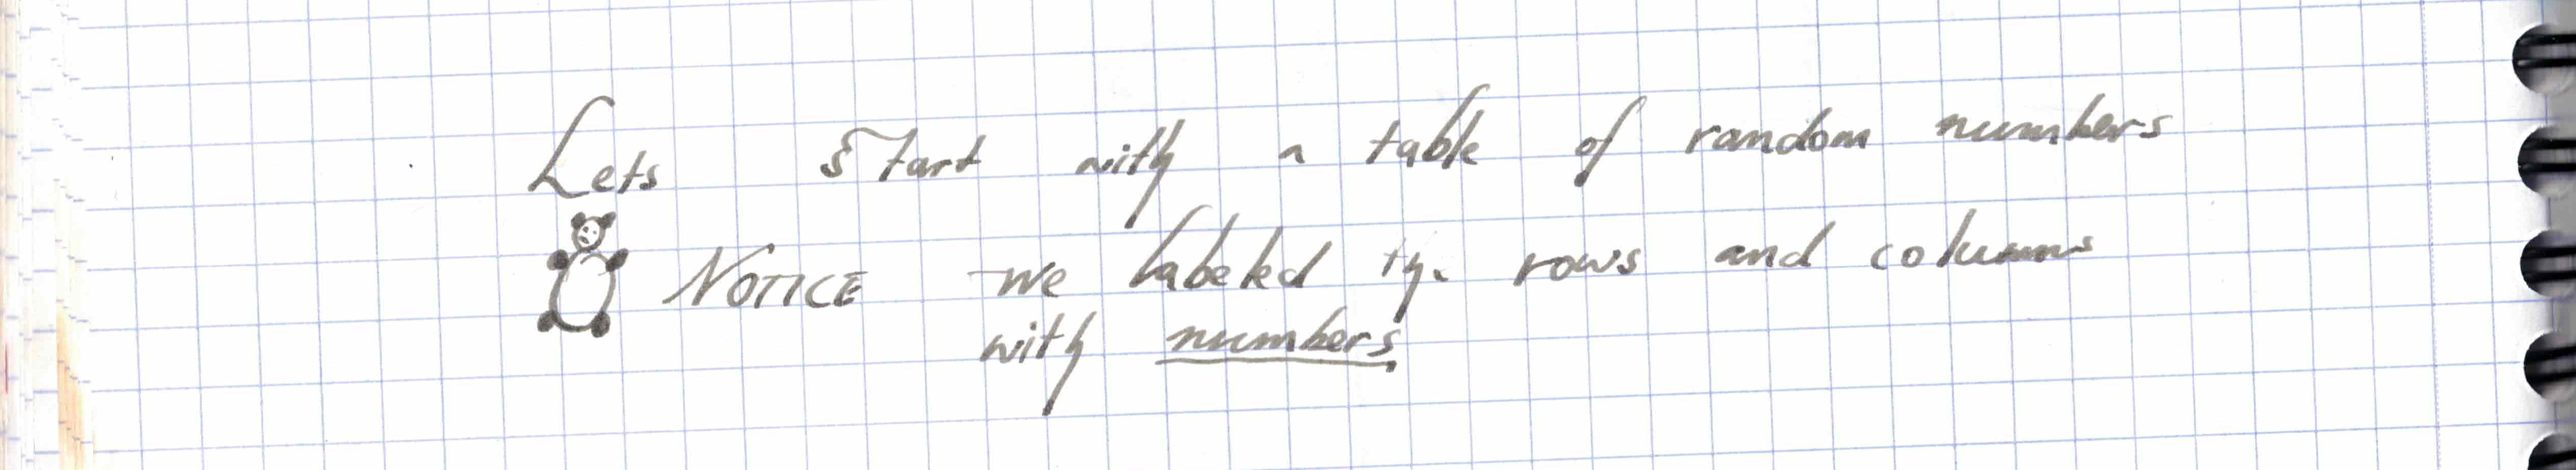 Lets start with a table of random numbers
NOTICE we labeled the rows and columns
with numbers